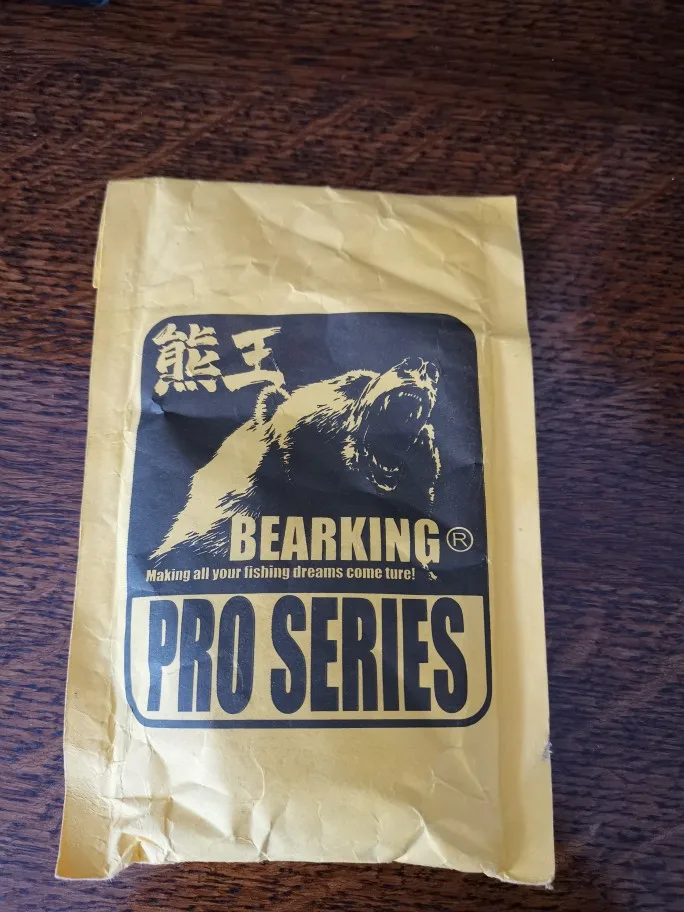 熊王
BEARKING®
Making all your fishing dreams come ture!
PRO SERIES